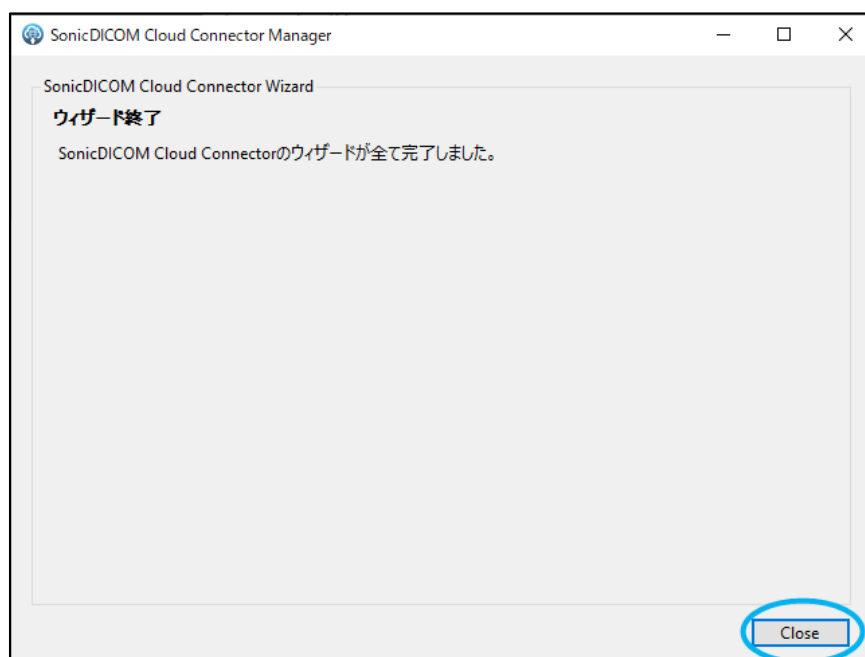 SonicDICOM Cloud Connector Manager
SonicDICOM Cloud Connector Wizard
ウィザード終了
SonicDICOM Cloud Connectorのウィザードが全て完了しました。
Close